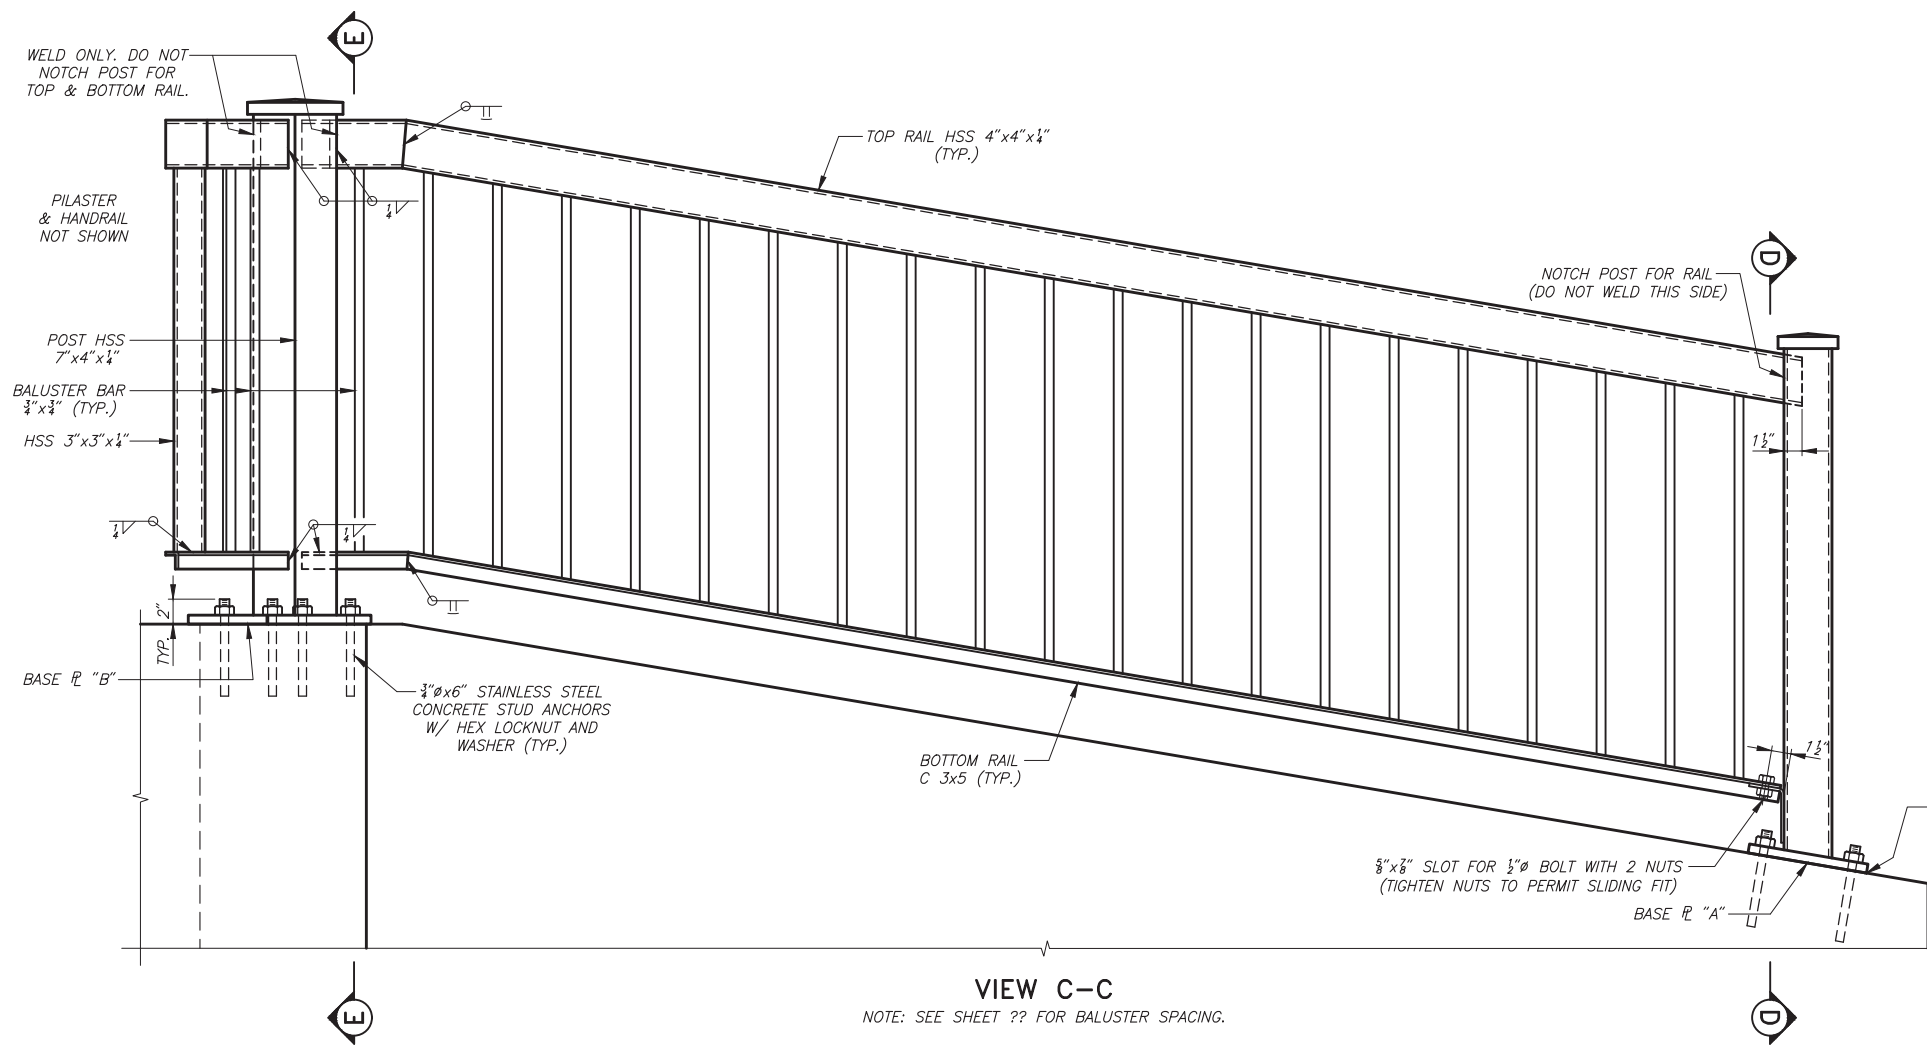 E
WELD ONLY. DO NOT
NOTCH POST FOR
TOP & BOTTOM RAIL.
TOP RAIL HSS 4"x4"x1/4"
(TYP.)
PILASTER
& HANDRAIL
NOT SHOWN
1/4
D
NOTCH POST FOR RAIL
(DO NOT WELD THIS SIDE)
POST HSS
7"x4"x1/4"
BALUSTER BAR
3/4"x3/4" (TYP.)
HSS 3"x3"x1/4"
1 1/2"
1/4
1/4
TYP. 2"
BASE ⅊ "B"
3/4"øx6" STAINLESS STEEL
CONCRETE STUD ANCHORS
W/ HEX LOCKNUT AND
WASHER (TYP.)
BOTTOM RAIL
C 3x5 (TYP.)
1 1/2"
5/8"x7/8" SLOT FOR 1/2"ø BOLT WITH 2 NUTS
(TIGHTEN NUTS TO PERMIT SLIDING FIT)
BASE ⅊ "A"
VIEW C-C
NOTE: SEE SHEET ?? FOR BALUSTER SPACING.
E
D